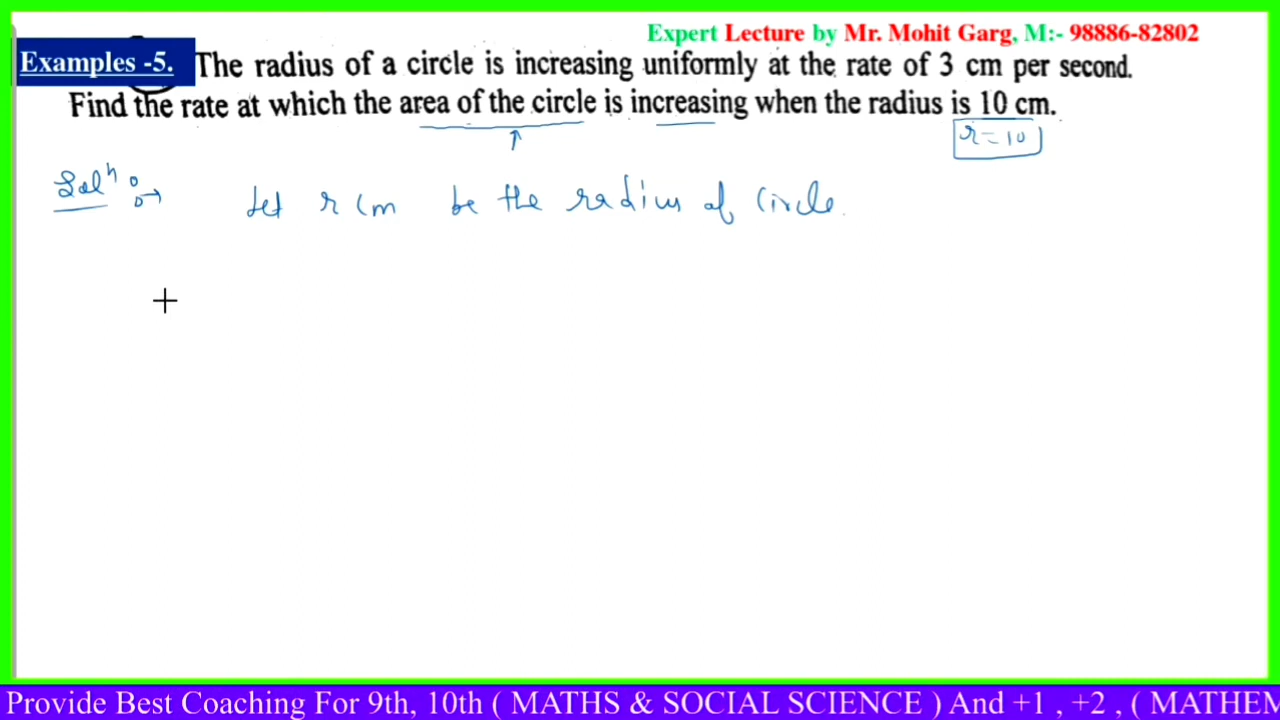 Expert Lecture by Mr. Mohit Garg, M:- 98886-82802
Examples -5. The radius of a circle is increasing uniformly at the rate of 3 cm per second.
Find the rate at which the area of the circle is increasing when the radius is 10 cm.
r=10
Solⁿ :→ Let r cm be the radius of circle.
Provide Best Coaching For 9th, 10th ( MATHS & SOCIAL SCIENCE ) And +1 , +2 , ( MATHEM